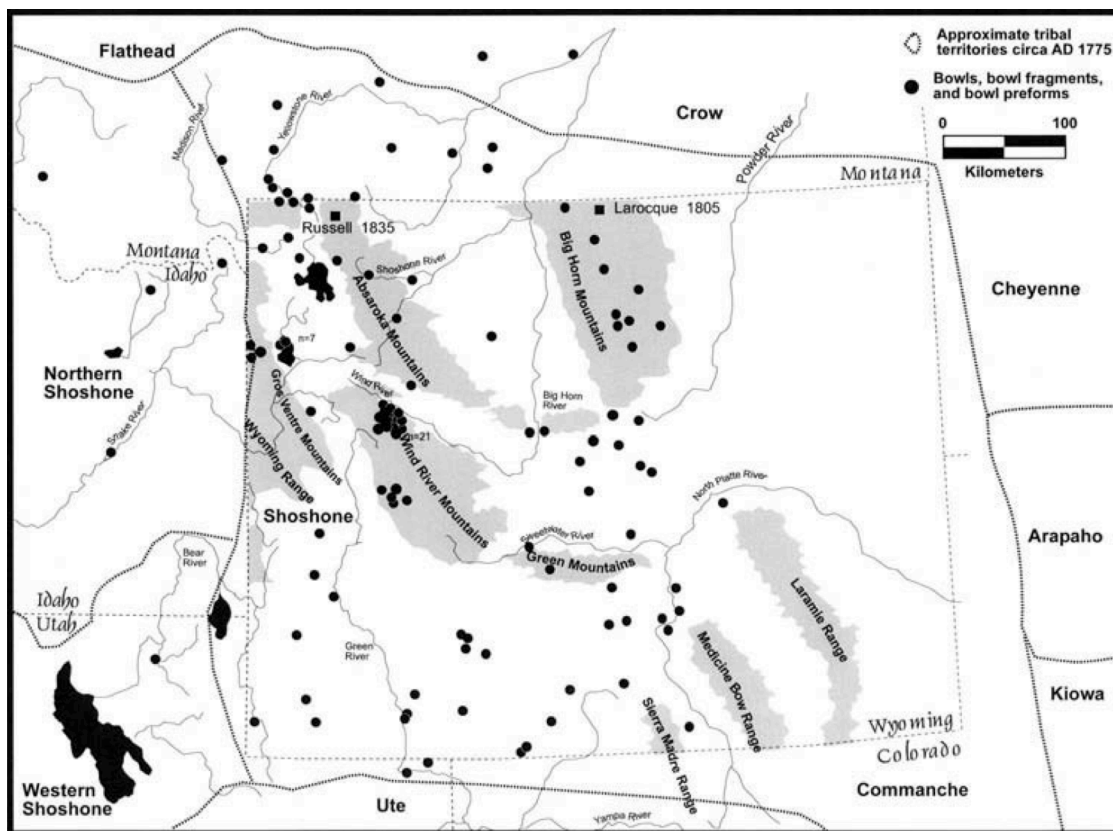 Flathead
Approximate tribal
territories circa AD 1775
Bowls, bowl fragments,
and bowl preforms
0 100
Kilometers
Crow
Madison River
Yellowstone River
Powder River
Montana
Russell 1835
Larocque 1805
Montana
Idaho
Shoshone River
Big Horn Mountains
Absaroka Mountains
Cheyenne
n=7
Northern
Shoshone
Wind River
Big Horn
River
Snake River
Gros Ventre Mountains
Wyoming Range
n=21
Wind River Mountains
North Platte River
Shoshone
Sweetwater River
Green Mountains
Arapaho
Bear
River
Idaho
Utah
Laramie Range
Green
River
Medicine Bow Range
Kiowa
Sierra Madre Range
Wyoming
Colorado
Western
Shoshone
Ute
Commanche
Yampa River